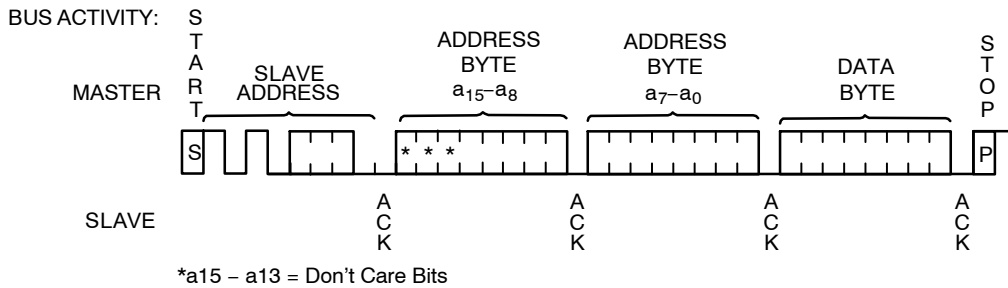 BUS ACTIVITY:
MASTER
START
SLAVE
ADDRESS
ADDRESS
BYTE
a15–a8
ADDRESS
BYTE
a7–a0
DATA
BYTE
STOP
S
* * *
P
SLAVE
ACK
ACK
ACK
ACK
*a15 – a13 = Don't Care Bits